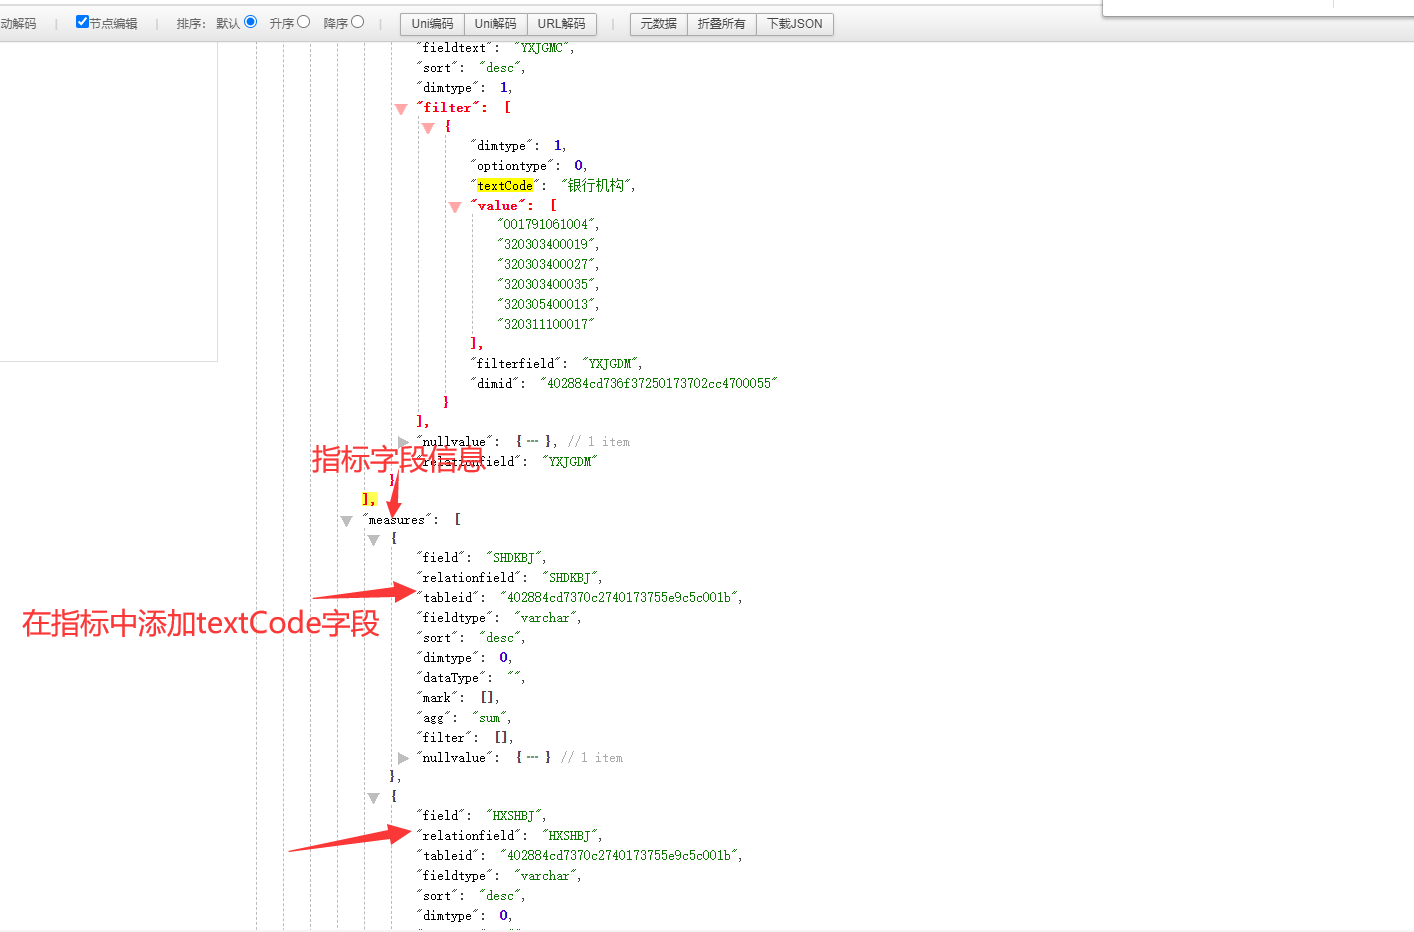 动解码 | 节点编辑 | 排序: 默认 升序 降序 | Uni编码 Uni解码 URL解码 | 元数据 折叠所有 下载JSON
"fieldtext": "YXJGMC",
"sort": "desc",
"dimtype": 1,
"filter": [
{
"dimtype": 1,
"optiontype": 0,
"textCode": "银行机构",
"value": [
"001791061004",
"320303400019",
"320303400027",
"320303400035",
"320305400013",
"320311100017"
],
"filterfield": "YXJGDM",
"dimid": "402884cd736f37250173702cc4700055"
}
],
"nullvalue": { ··· }, // 1 item
指标字段信息
"relationfield": "YXJGDM"
}
],
"measures": [
{
"field": "SHDKBJ",
"relationfield": "SHDKBJ",
"tableid": "402884cd7370c2740173755e9c5c001b",
在指标中添加textCode字段
"fieldtype": "varchar",
"sort": "desc",
"dimtype": 0,
"dataType": "",
"mark": [],
"agg": "sum",
"filter": [],
"nullvalue": { ··· } // 1 item
},
{
"field": "HXSHBJ",
"relationfield": "HXSHBJ",
"tableid": "402884cd7370c2740173755e9c5c001b",
"fieldtype": "varchar",
"sort": "desc",
"dimtype": 0,